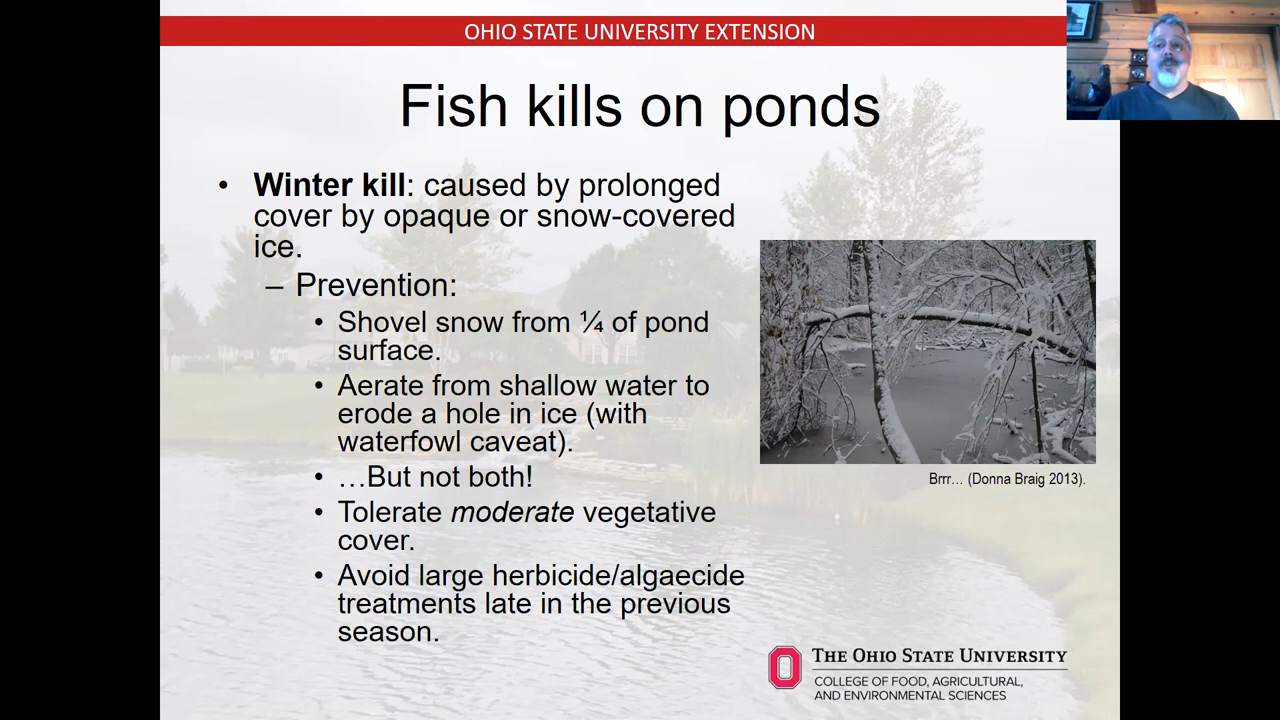 OHIO STATE UNIVERSITY EXTENSION
Fish kills on ponds
• Winter kill: caused by prolonged
cover by opaque or snow-covered
ice.
– Prevention:
• Shovel snow from ¼ of pond
surface.
• Aerate from shallow water to
erode a hole in ice (with
waterfowl caveat).
• …But not both!
• Tolerate moderate vegetative
cover.
• Avoid large herbicide/algaecide
treatments late in the previous
season.
Brrr… (Donna Braig 2013).
THE OHIO STATE UNIVERSITY
COLLEGE OF FOOD, AGRICULTURAL,
AND ENVIRONMENTAL SCIENCES